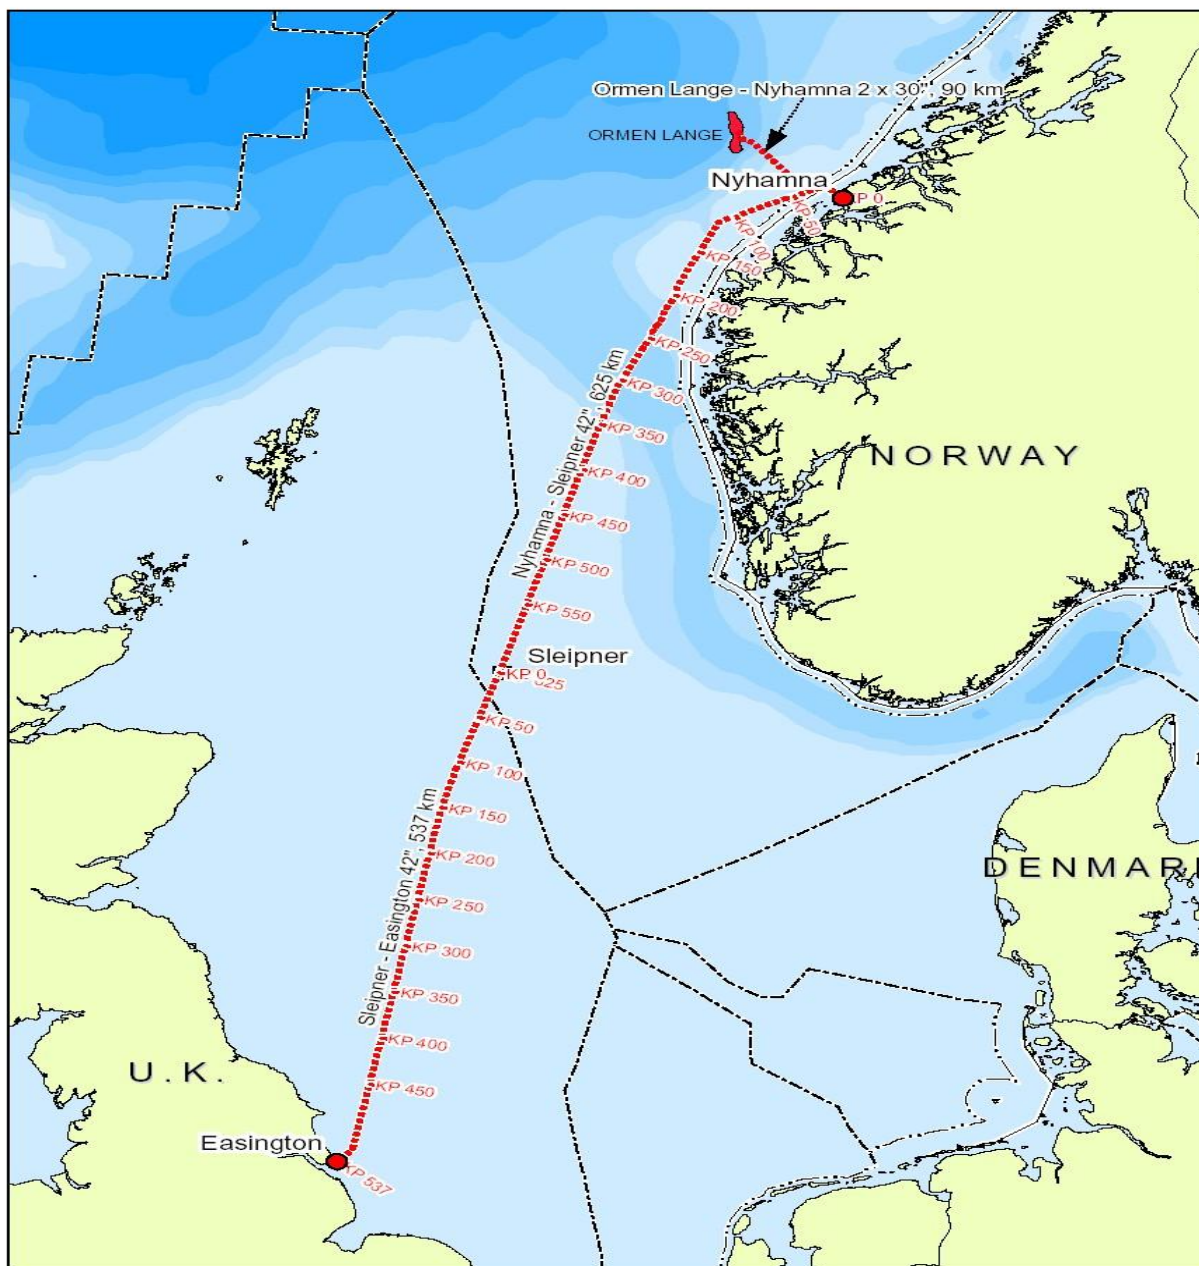 Ormen Lange - Nyhamna 2 x 30", 90 km
ORMEN LANGE
Nyhamna
KP 0
KP 50
KP 100
KP 150
KP 200
KP 250
KP 300
KP 350
KP 400
KP 450
KP 500
KP 550
Nyhamna - Sleipner 42", 625 km
NORWAY
Sleipner
KP 0
625
KP 50
KP 100
KP 150
KP 200
KP 250
KP 300
KP 350
KP 400
KP 450
Sleipner - Easington 42", 537 km
DENMAR
U.K.
Easington
KP 537